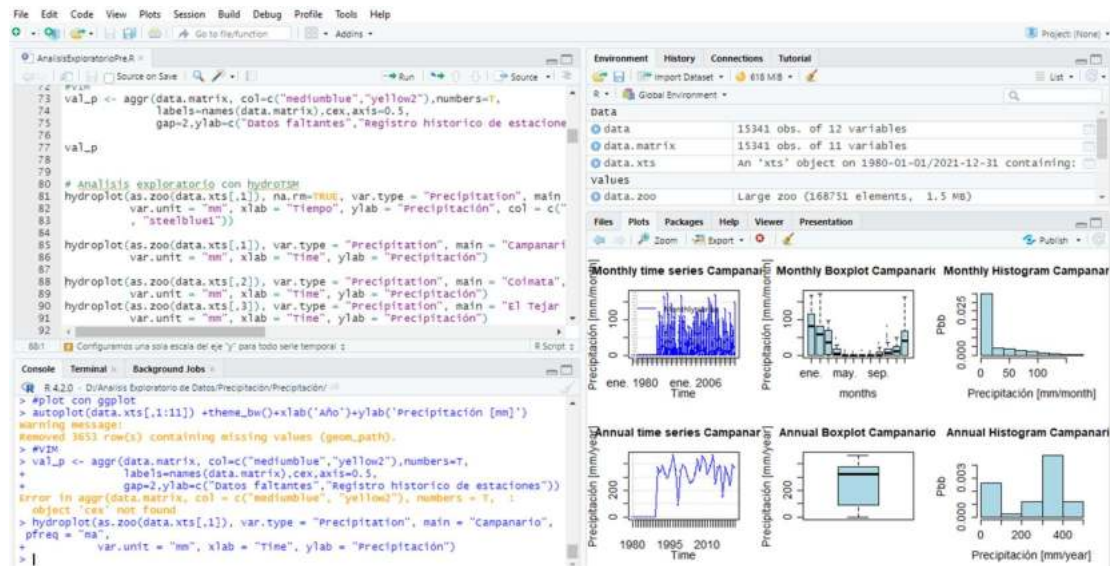 File Edit Code View Plots Session Build Debug Profile Tools Help
Go to file/function
Addins
Project: (None)
AnalisisExploratorioPre.R
Source on Save
Run
Source
72 #VIM
73 val_p <- aggr(data.matrix, col=c("mediumblue","yellow2"),numbers=T,
74 labels=names(data.matrix),cex,axis=0.5,
75 gap=2,ylab=c("Datos faltantes","Registro historico de estacione
76
77 val_p
78
79
80 # Analisis exploratorio con hydroTSM
81 hydroplot(as.zoo(data.xts[,1]), na.rm=TRUE, var.type = "Precipitation", main
82 var.unit = "mm", xlab = "Tiempo", ylab = "Precipitación", col = c("
83 , "steelblue1"))
84
85 hydroplot(as.zoo(data.xts[,1]), var.type = "Precipitation", main = "Campanari
86 var.unit = "mm", xlab = "Time", ylab = "Precipitación")
87
88 hydroplot(as.zoo(data.xts[,2]), var.type = "Precipitation", main = "Coimata",
89 var.unit = "mm", xlab = "Time", ylab = "Precipitación")
90 hydroplot(as.zoo(data.xts[,3]), var.type = "Precipitation", main = "El Tejar
91 var.unit = "mm", xlab = "Time", ylab = "Precipitación")
92
Configuramos una sola escala del eje "y" para todo serie temporal
R Script
Console Terminal Background Jobs
R 4.2.0 · D:/Analisis Exploratorio de Datos/Precipitación/Precipitación/
> #plot con ggplot
> autoplot(data.xts[,1:11]) +theme_bw()+xlab('Año')+ylab('Precipitación [mm]')
Warning message:
Removed 3653 row(s) containing missing values (geom_path).
> #VIM
> val_p <- aggr(data.matrix, col=c("mediumblue","yellow2"),numbers=T,
+ labels=names(data.matrix),cex,axis=0.5,
+ gap=2,ylab=c("Datos faltantes","Registro historico de estaciones"))
Error in aggr(data.matrix, col = c("mediumblue", "yellow2"), numbers = T, :
object 'cex' not found
> hydroplot(as.zoo(data.xts[,1]), var.type = "Precipitation", main = "Campanario",
pfreq = "ma",
+ var.unit = "mm", xlab = "Time", ylab = "Precipitación")
>
Environment History Connections Tutorial
Import Dataset
618 MiB
List
R
Global Environment
Data
data 15341 obs. of 12 variables
data.matrix 15341 obs. of 11 variables
data.xts An 'xts' object on 1980-01-01/2021-12-31 containing:
values
data.zoo Large zoo (168751 elements, 1.5 MB)
Files Plots Packages Help Viewer Presentation
Zoom Export Publish
Monthly time series Campanari
Precipitación [mm/month]
0 100
ene. 1980 ene. 2006
Time
Monthly Boxplot Campanario
Precipitación [mm/month]
0 100
ene. may. sep.
months
Monthly Histogram Campanar
Pbb
0.000 0.025
0 50 100
Precipitación [mm/month]
Annual time series Campanar
Precipitación [mm/year]
0 200
1980 1995 2010
Time
Annual Boxplot Campanario
Precipitación [mm/year]
0 200
Annual Histogram Campanari
Pbb
0.000 0.003
0 200 400
Precipitación [mm/year]